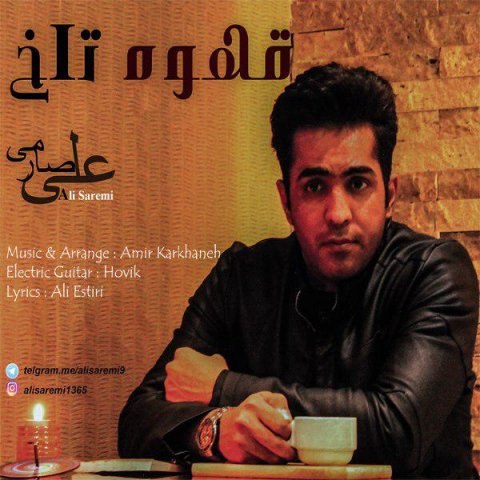 قهوه تلخ
علی صارمی
Ali Saremi
Music & Arrange : Amir Karkhaneh
Electric Guitar : Hovik
Lyrics : Ali Estiri
telgram.me/alisaremi9
alisaremi1365